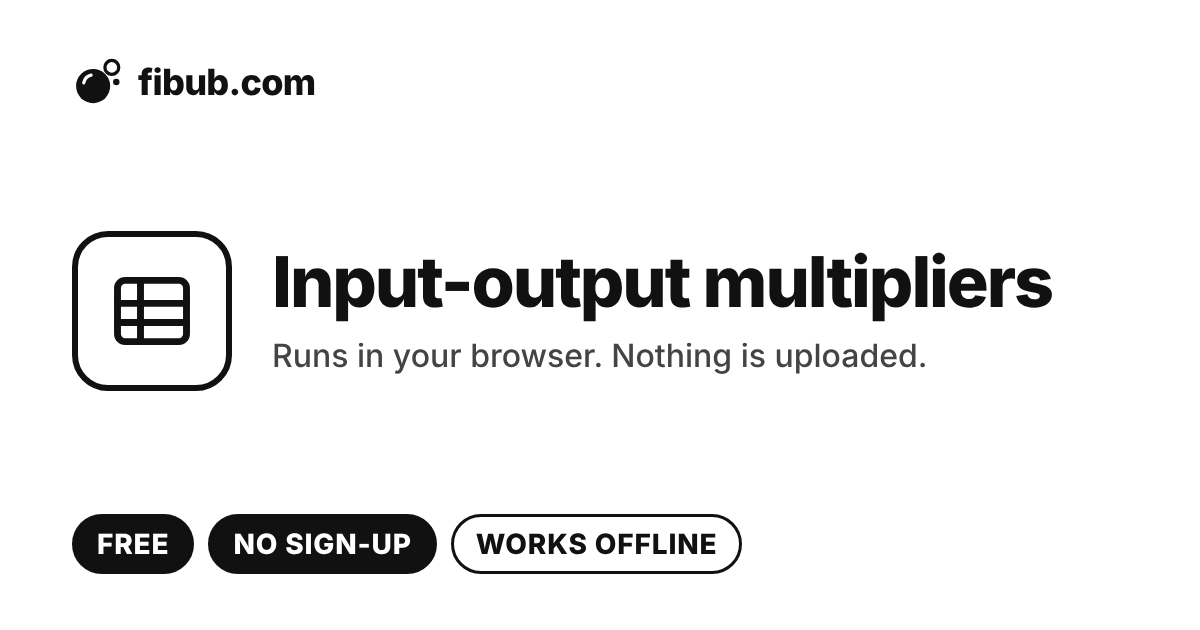 fibub.com
Input-output multipliers
Runs in your browser. Nothing is uploaded.
FREE NO SIGN-UP WORKS OFFLINE